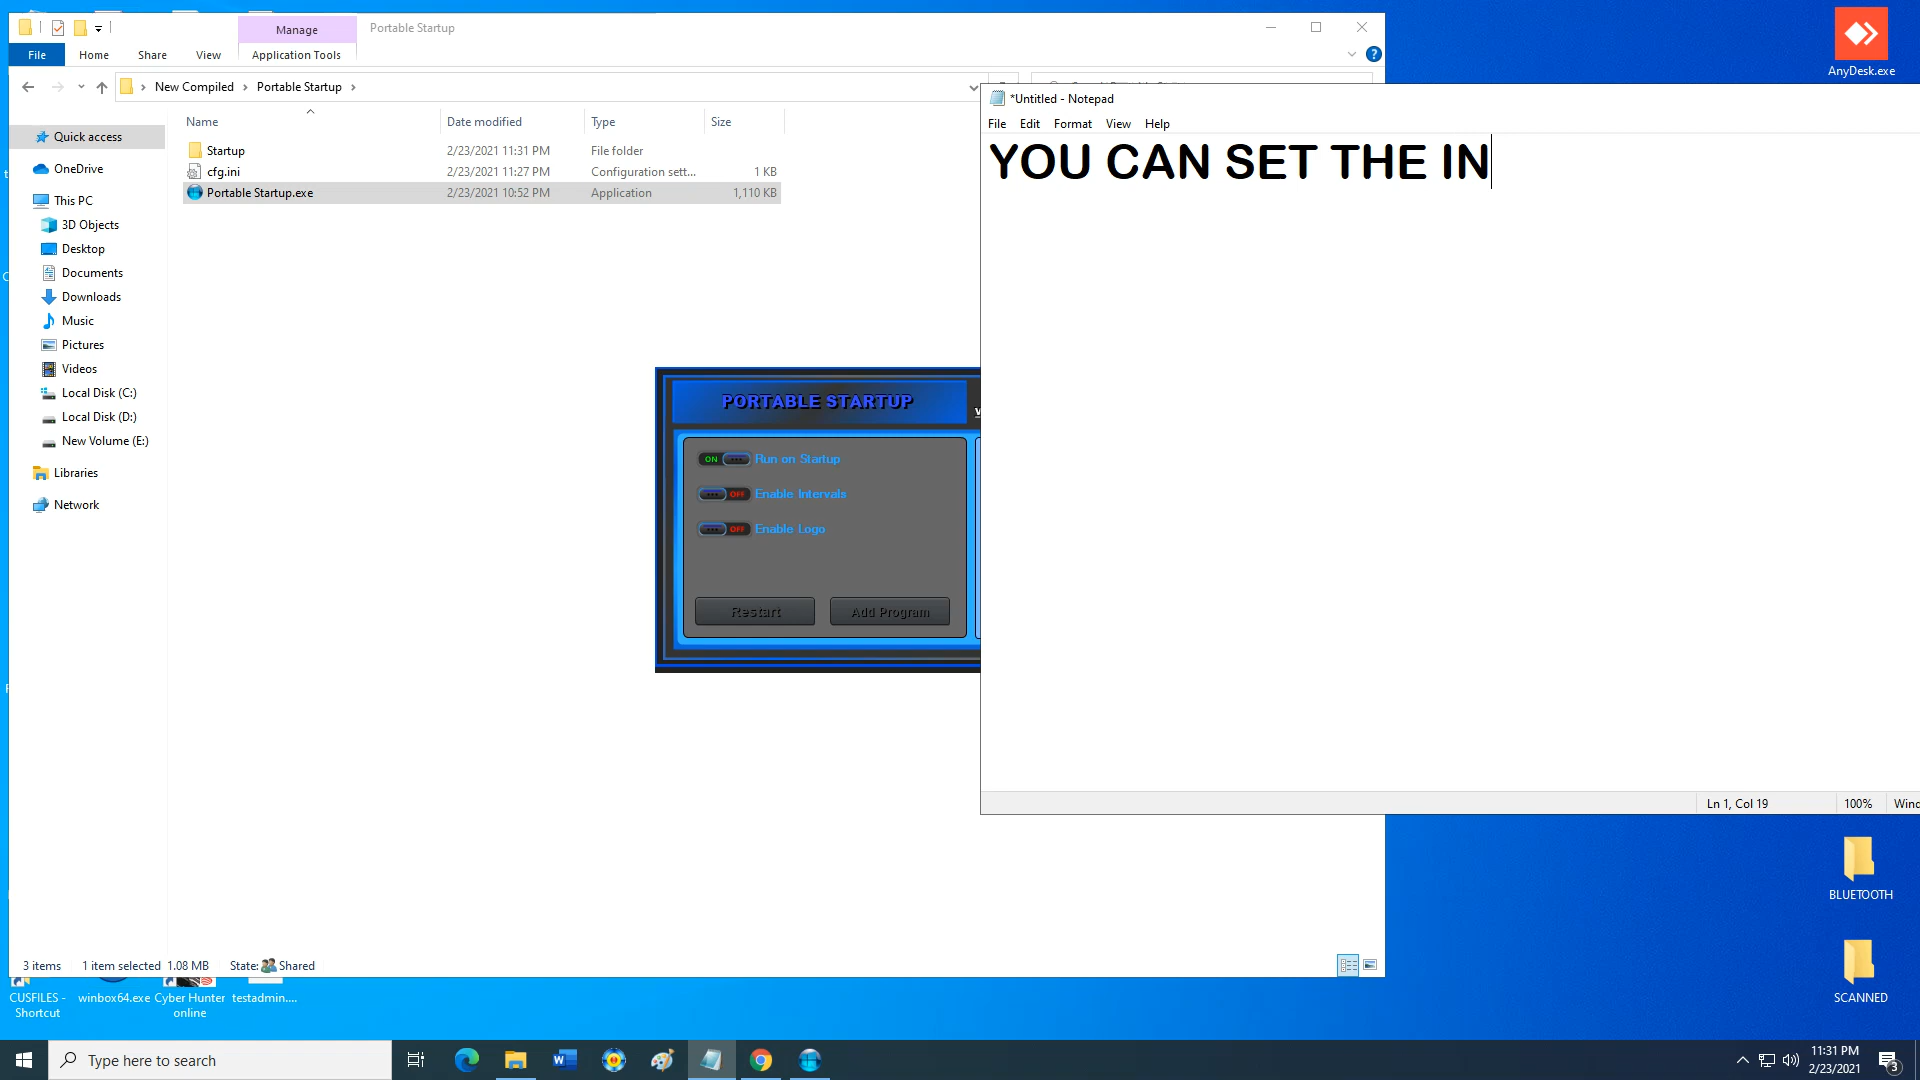 Manage
Portable Startup
File
Home
Share
View
Application Tools
New Compiled
Portable Startup
Name
Date modified
Type
Size
Quick access
OneDrive
This PC
3D Objects
Desktop
Documents
Downloads
Music
Pictures
Videos
Local Disk (C:)
Local Disk (D:)
New Volume (E:)
Libraries
Network
Startup 2/23/2021 11:31 PM File folder
cfg.ini 2/23/2021 11:27 PM Configuration sett... 1 KB
Portable Startup.exe 2/23/2021 10:52 PM Application 1,110 KB
PORTABLE STARTUP
ON Run on Startup
OFF Enable Intervals
OFF Enable Logo
Restart
Add Program
*Untitled - Notepad
File Edit Format View Help
YOU CAN SET THE IN
Ln 1, Col 19
100%
Wind
3 items
1 item selected 1.08 MB
State: Shared
AnyDesk.exe
BLUETOOTH
SCANNED
CUSFILES -
Shortcut
winbox64.exe
Cyber Hunter
online
testadmin....
Type here to search
11:31 PM
2/23/2021
3